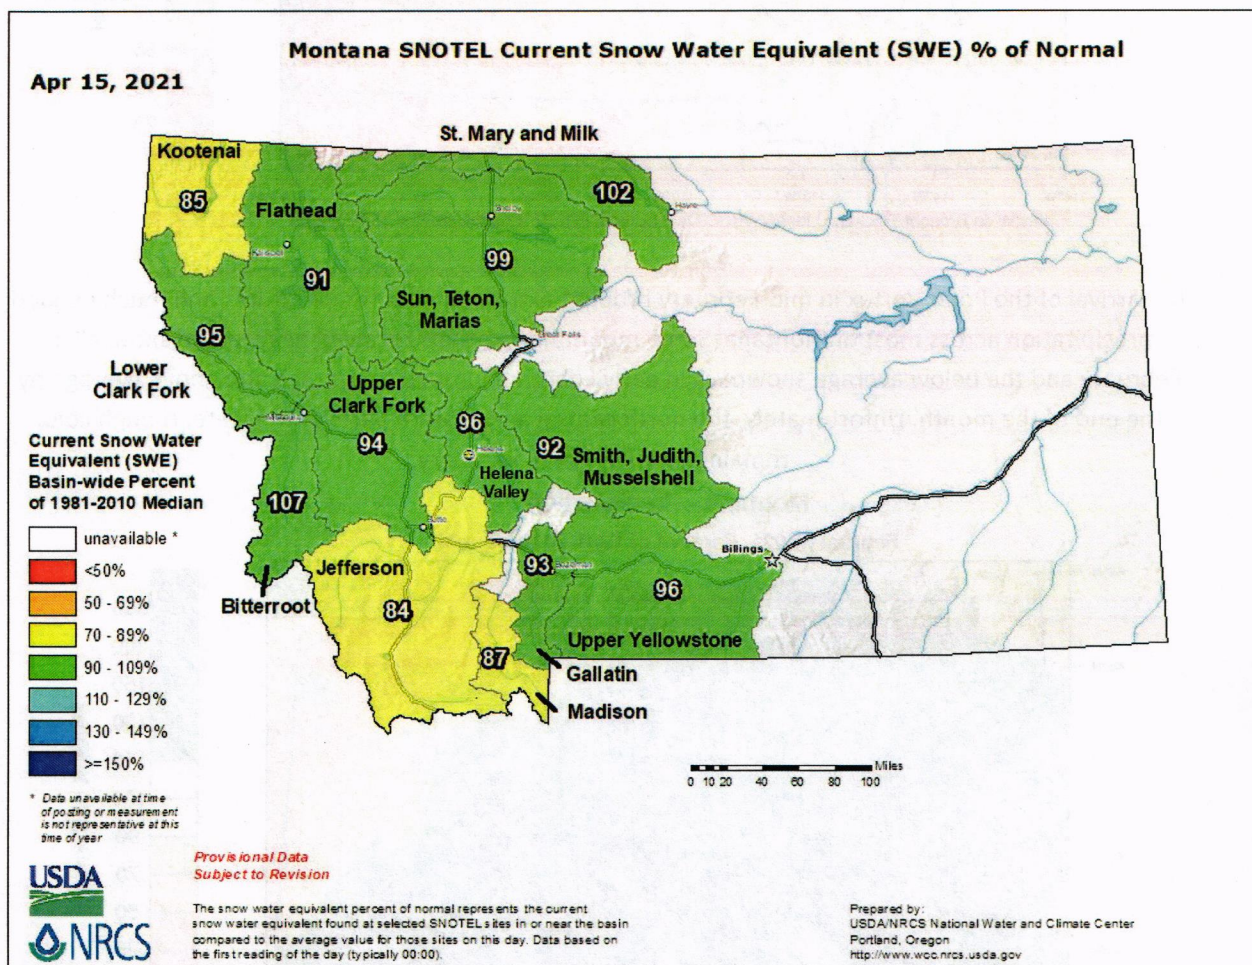 Montana SNOTEL Current Snow Water Equivalent (SWE) % of Normal
Apr 15, 2021
St. Mary and Milk
Kootenai
85
102
Havre
Flathead
Shelby
Kalispell
91
99
Sun, Teton,
Marias
95
Great Falls
Lower
Clark Fork
Upper
Clark Fork
Missoula
96
94
92
Helena
Smith, Judith,
Musselshell
Helena
Valley
107
Butte
Billings
Jefferson
93
Bozeman
96
Bitterroot
84
Upper Yellowstone
87
Gallatin
Madison
Current Snow Water
Equivalent (SWE)
Basin-wide Percent
of 1981-2010 Median
unavailable *
<50%
50 - 69%
70 - 89%
90 - 109%
110 - 129%
130 - 149%
>=150%
* Data unavailable at time
of posting or measurement
is not representative at this
time of year
Miles
0 10 20 40 60 80 100
Provisional Data
Subject to Revision
USDA
NRCS
The snow water equivalent percent of normal represents the current
snow water equivalent found at selected SNOTEL sites in or near the basin
compared to the average value for those sites on this day. Data based on
the first reading of the day (typically 00:00).
Prepared by:
USDA/NRCS National Water and Climate Center
Portland, Oregon
http://www.wcc.nrcs.usda.gov